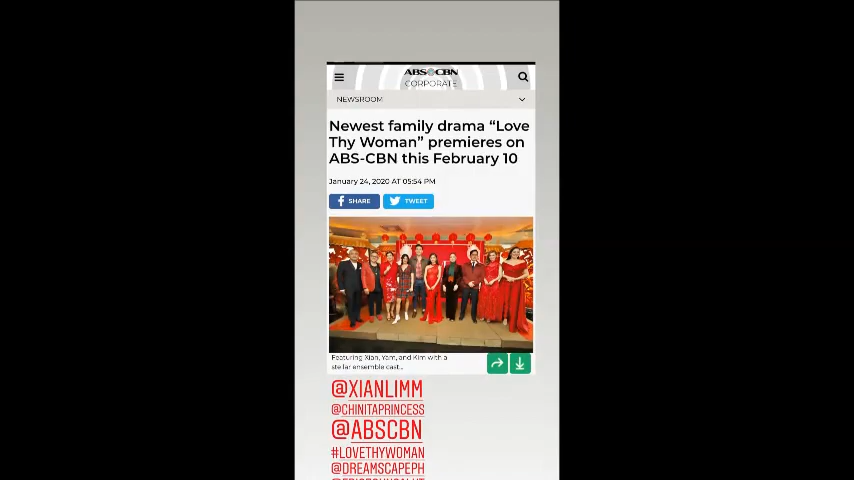 ABS-CBN
CORPORATE
NEWSROOM
Newest family drama “Love
Thy Woman” premieres on
ABS-CBN this February 10
January 24, 2020 AT 05:54 PM
SHARE
TWEET
Featuring Xian, Yam, and Kim with a
stellar ensemble cast...
@XIANLIMM
@CHINITAPRINCESS
@ABSCBN
#LOVETHYWOMAN
@DREAMSCAPEPH